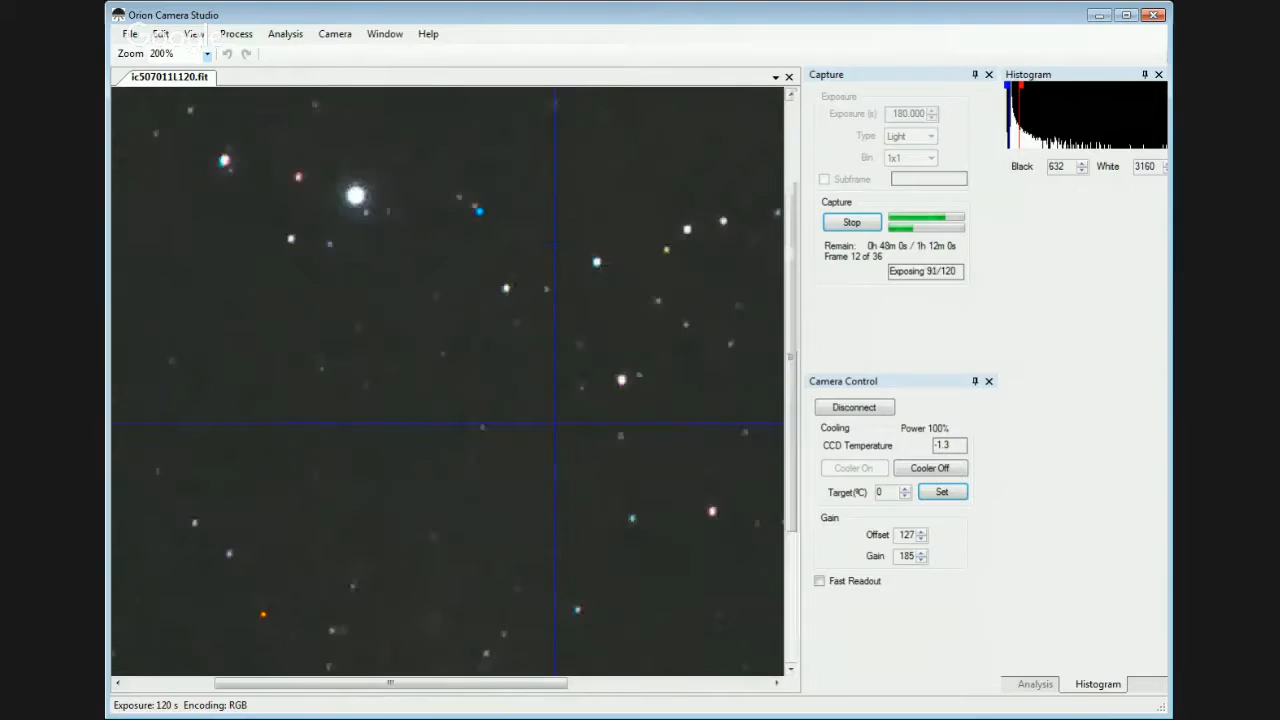 Orion Camera Studio
File Edit View Process Analysis Camera Window Help
Google
Zoom 200%
ic507011L120.fit
Capture
Exposure
Exposure (s) 180.000
Type Light
Bin 1x1
Subframe
Capture
Stop
Remain: 0h 48m 0s / 1h 12m 0s
Frame 12 of 36
Exposing 91/120
Camera Control
Disconnect
Cooling Power 100%
CCD Temperature -1.3
Cooler On Cooler Off
Target(ºC) 0 Set
Gain
Offset 127
Gain 185
Fast Readout
Histogram
Black 632 White 3160
Analysis Histogram
Exposure: 120 s Encoding: RGB